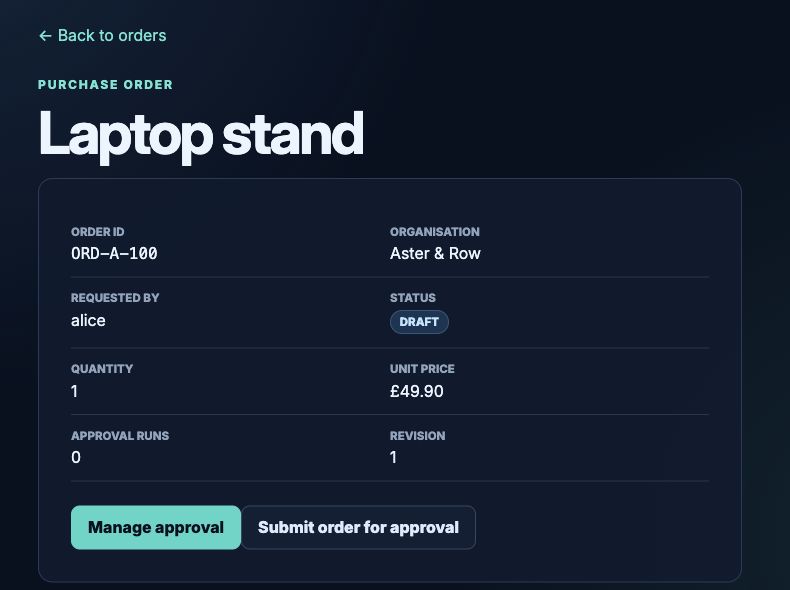 ← Back to orders
PURCHASE ORDER
Laptop stand
ORDER ID
ORD-A-100
ORGANISATION
Aster & Row
REQUESTED BY
alice
STATUS
DRAFT
QUANTITY
1
UNIT PRICE
£49.90
APPROVAL RUNS
0
REVISION
1
Manage approval
Submit order for approval